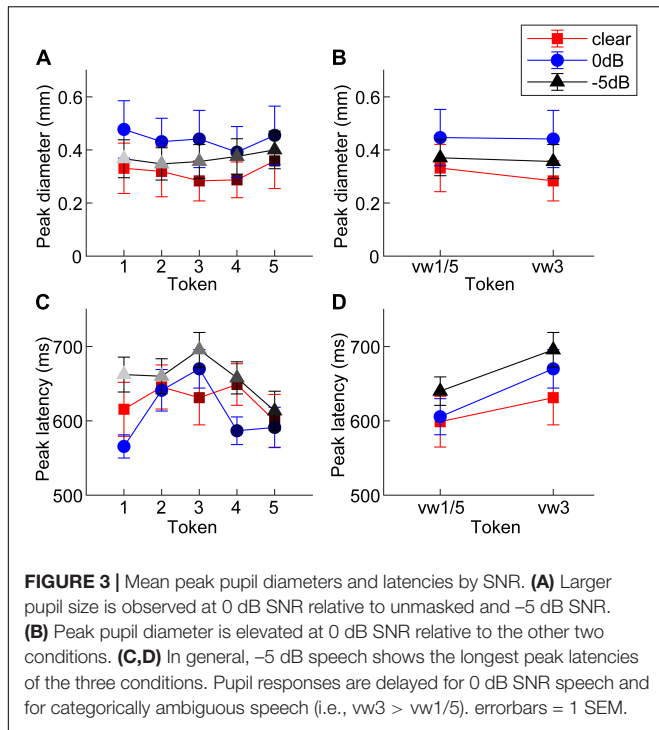 A
B
clear
0dB
-5dB
Peak diameter (mm)
0.6
0.4
0.2
0
1 2 3 4 5
Token
Peak diameter (mm)
0.6
0.4
0.2
0
vw1/5 vw3
Token
C
D
Peak latency (ms)
700
600
500
1 2 3 4 5
Token
Peak latency (ms)
700
600
500
vw1/5 vw3
Token
FIGURE 3 | Mean peak pupil diameters and latencies by SNR. (A) Larger
pupil size is observed at 0 dB SNR relative to unmasked and –5 dB SNR.
(B) Peak pupil diameter is elevated at 0 dB SNR relative to the other two
conditions. (C,D) In general, –5 dB speech shows the longest peak latencies
of the three conditions. Pupil responses are delayed for 0 dB SNR speech and
for categorically ambiguous speech (i.e., vw3 > vw1/5). errorbars = 1 SEM.